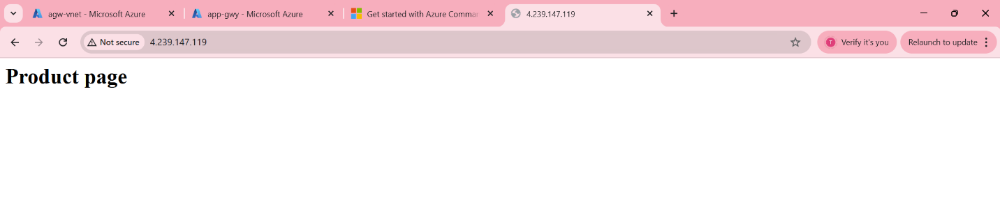 agw-vnet - Microsoft Azure
app-gwy - Microsoft Azure
Get started with Azure Comman
4.239.147.119
Not secure
4.239.147.119
T
Verify it's you
Relaunch to update
Product page